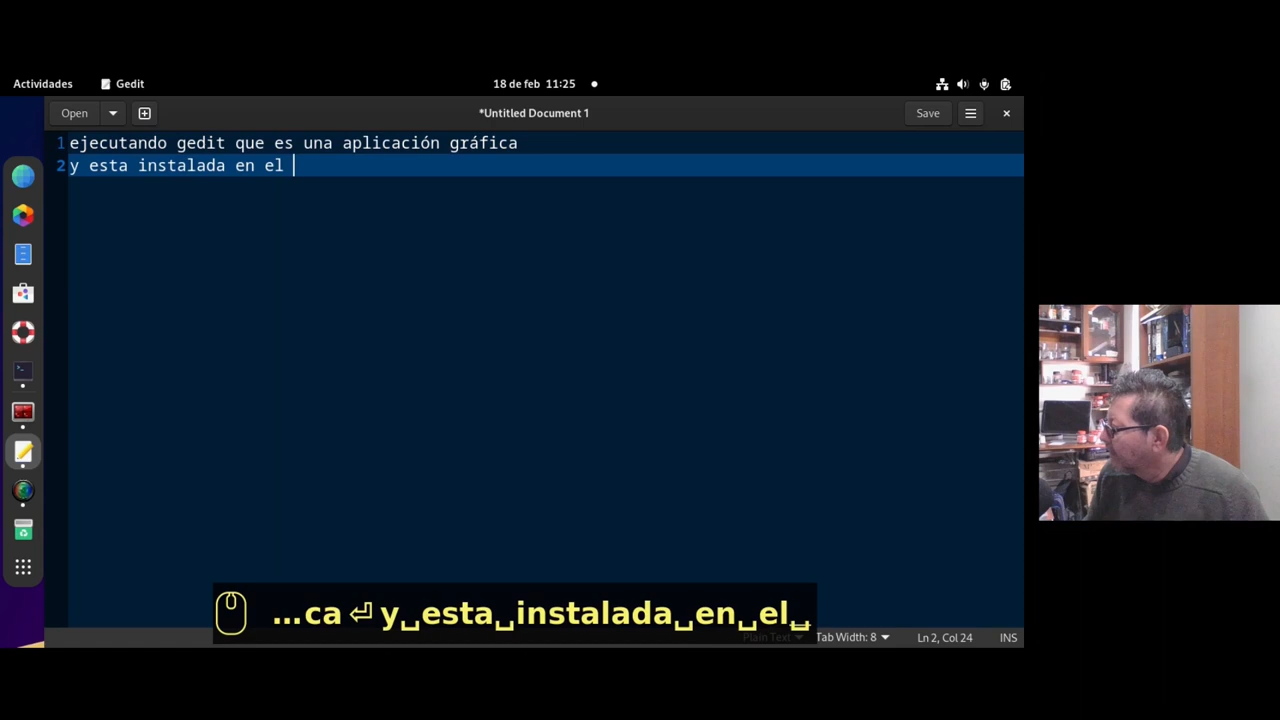 Actividades Gedit 18 de feb 11:25
Open *Untitled Document 1 Save
1 ejecutando gedit que es una aplicación gráfica
2 y esta instalada en el
...ca⏎y␣esta␣instalada␣en␣el␣
Plain Text Tab Width: 8 Ln 2, Col 24 INS